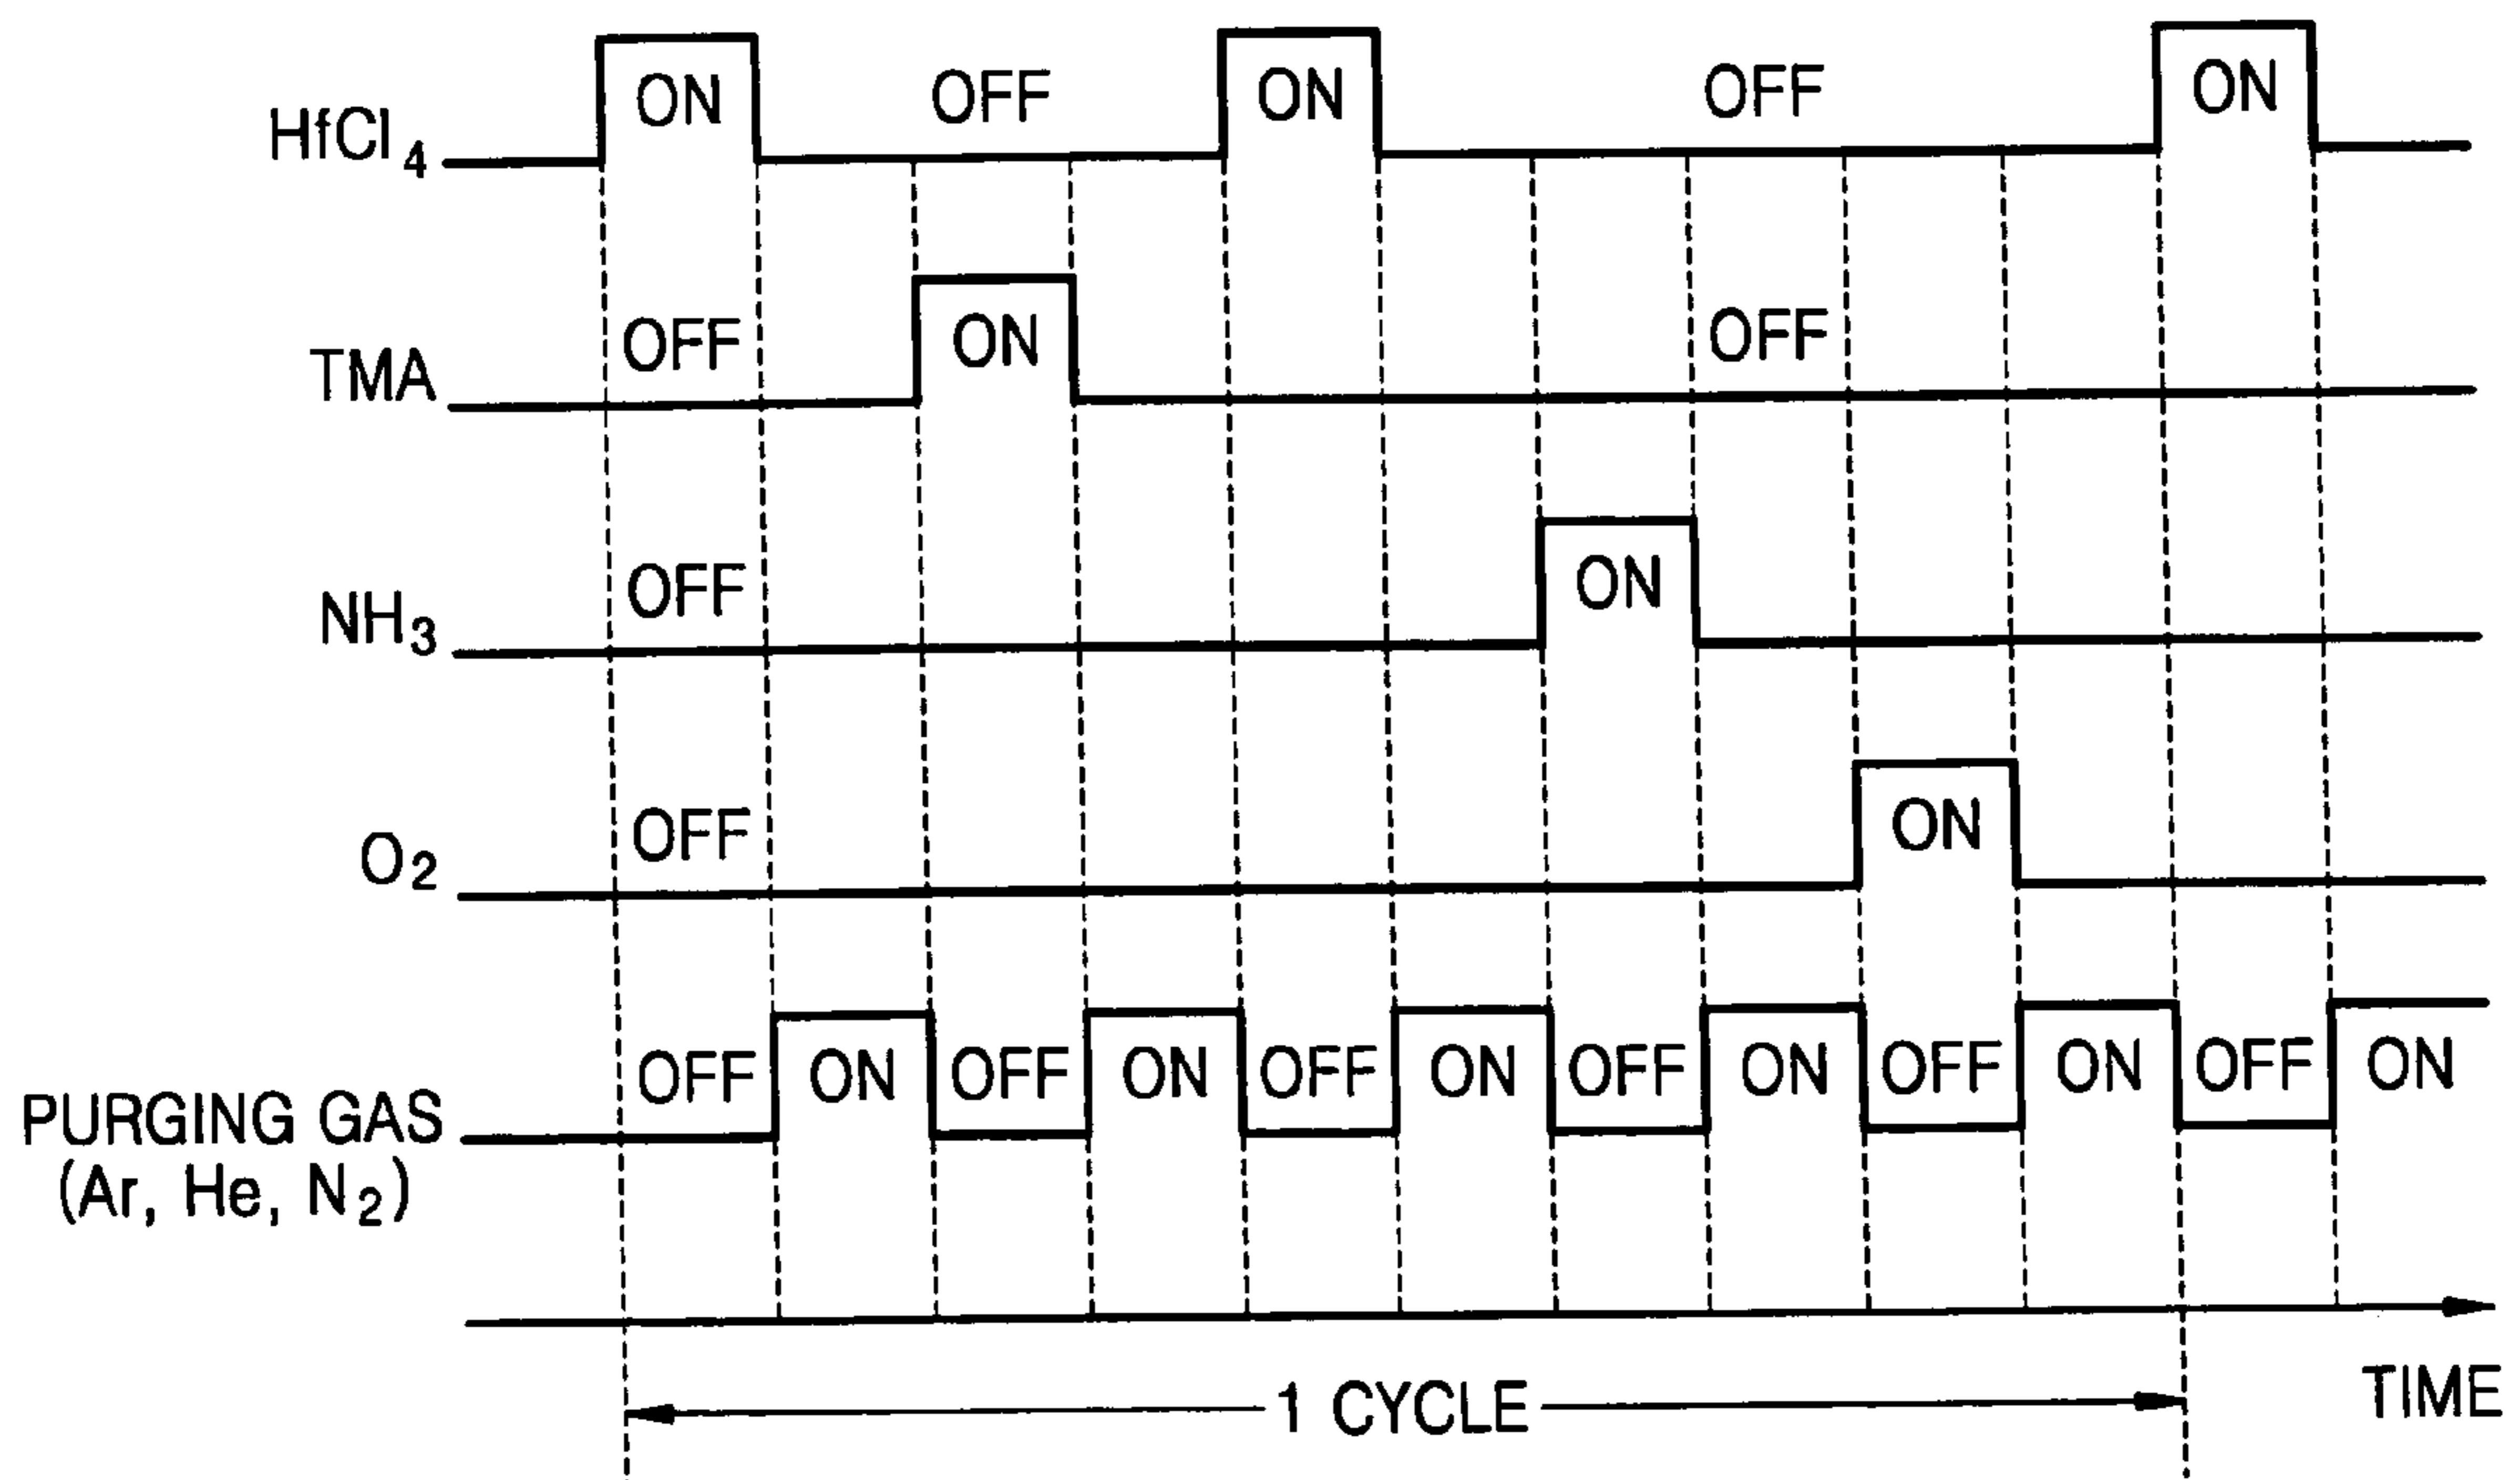 ON OFF ON OFF ON
HfCl4
OFF ON OFF
TMA
OFF ON
NH3
OFF ON
O2
OFF ON OFF ON OFF ON OFF ON OFF ON OFF ON
PURGING GAS
(Ar, He, N2)
1 CYCLE
TIME